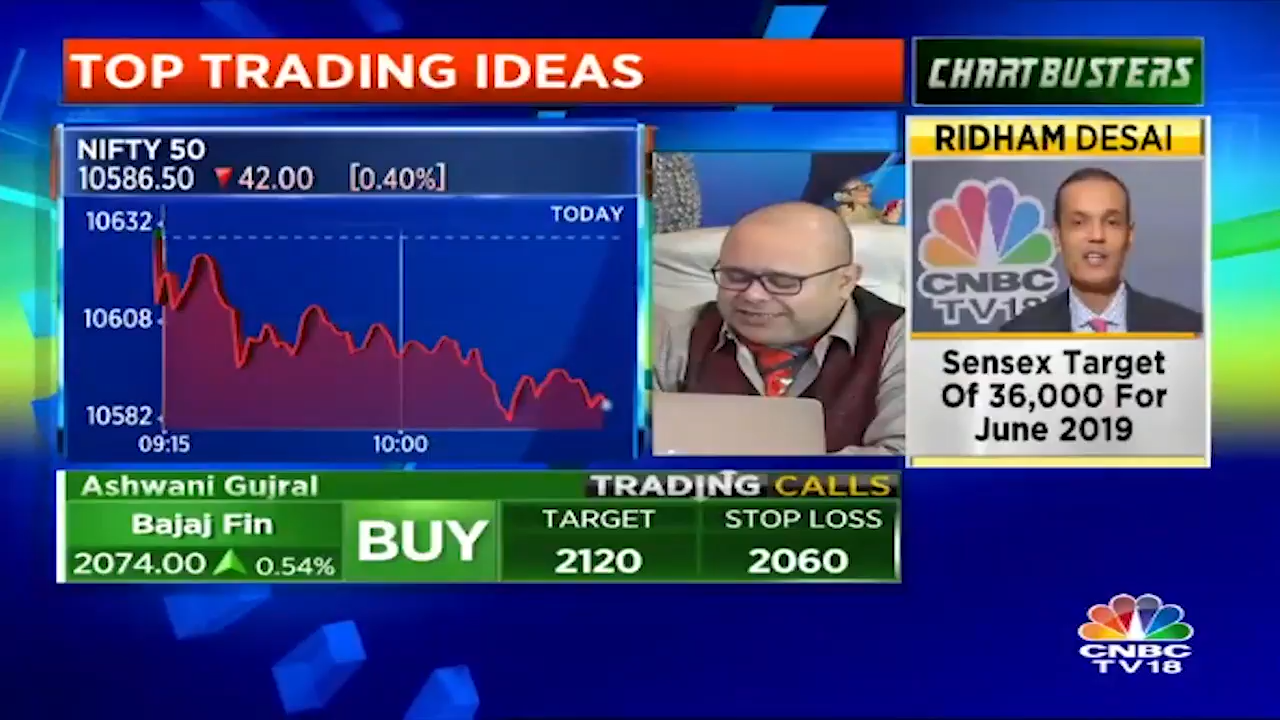 TOP TRADING IDEAS
CHARTBUSTERS
NIFTY 50
10586.50 ▼42.00 [0.40%]
TODAY
10632
10608
10582
09:15 10:00
RIDHAM DESAI
CNBC
TV18
Sensex Target
Of 36,000 For
June 2019
Ashwani Gujral
TRADING CALLS
Bajaj Fin
2074.00 ▲ 0.54%
BUY
TARGET
2120
STOP LOSS
2060
CNBC
TV18